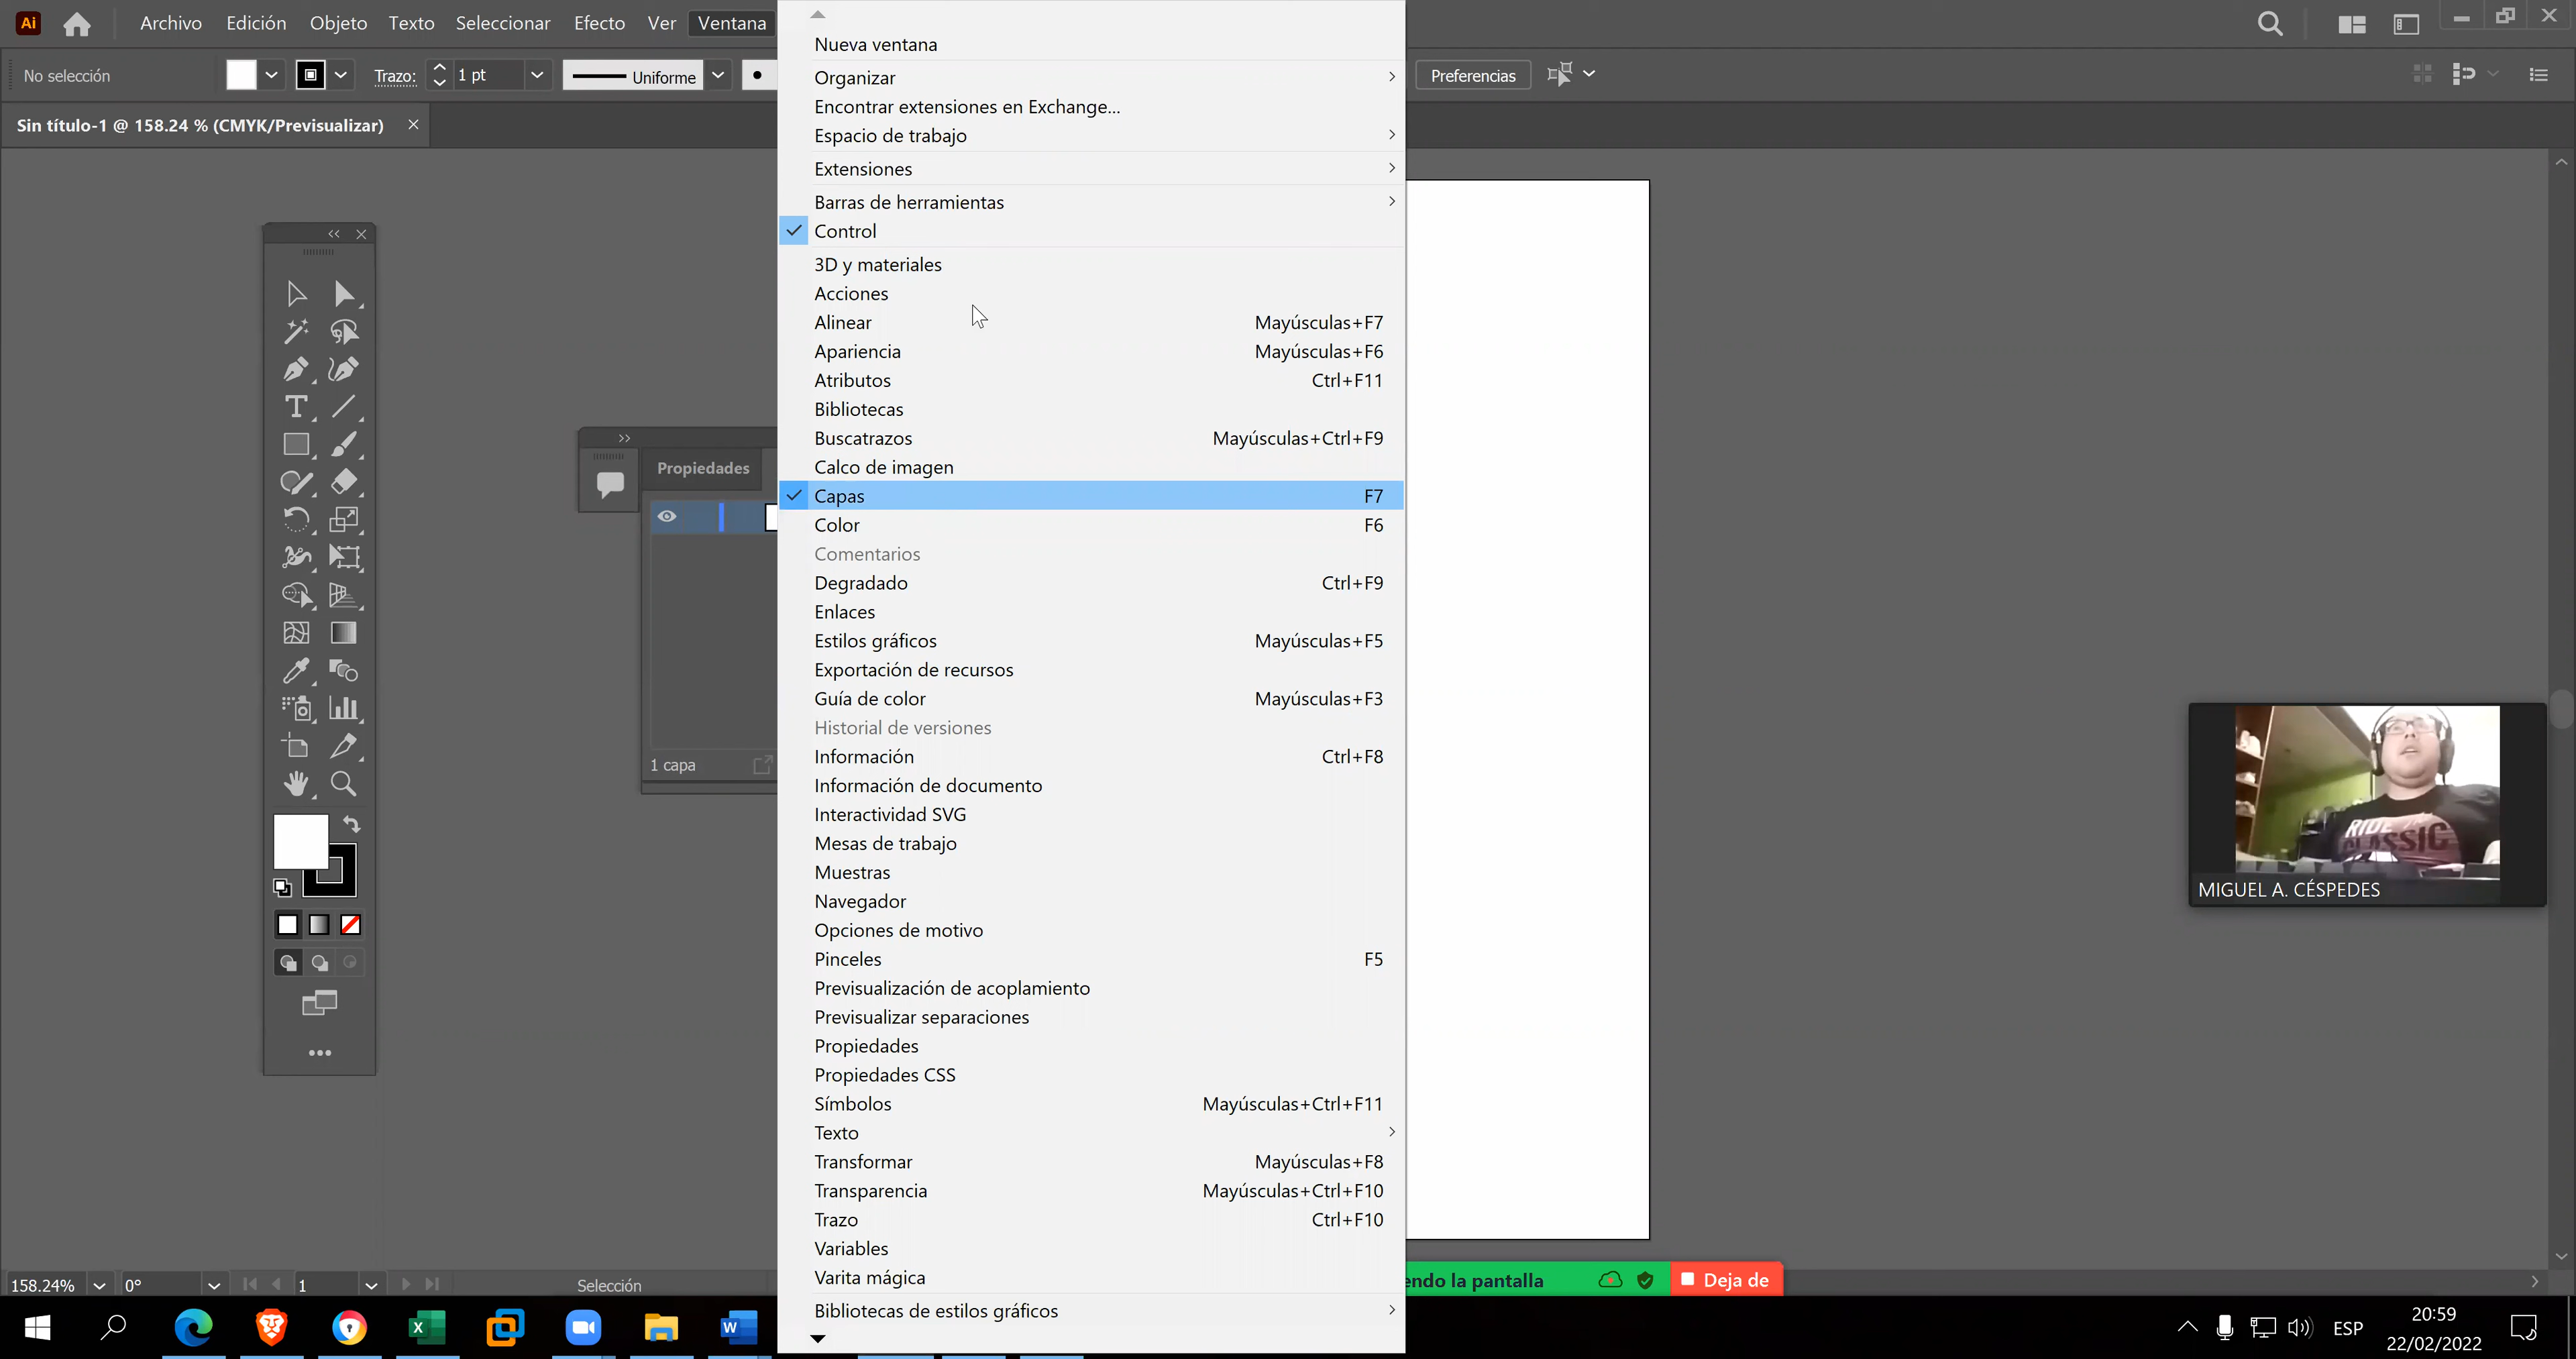 Ai
Archivo
Edición
Objeto
Texto
Seleccionar
Efecto
Ver
Ventana
No selección
Trazo:
1 pt
Uniforme
Preferencias
Sin título-1 @ 158.24 % (CMYK/Previsualizar)
Nueva ventana
Organizar
Encontrar extensiones en Exchange...
Espacio de trabajo
Extensiones
Barras de herramientas
Control
3D y materiales
Acciones
Alinear Mayúsculas+F7
Apariencia Mayúsculas+F6
Atributos Ctrl+F11
Bibliotecas
Buscatrazos Mayúsculas+Ctrl+F9
Calco de imagen
Capas F7
Color F6
Comentarios
Degradado Ctrl+F9
Enlaces
Estilos gráficos Mayúsculas+F5
Exportación de recursos
Guía de color Mayúsculas+F3
Historial de versiones
Información Ctrl+F8
Información de documento
Interactividad SVG
Mesas de trabajo
Muestras
Navegador
Opciones de motivo
Pinceles F5
Previsualización de acoplamiento
Previsualizar separaciones
Propiedades
Propiedades CSS
Símbolos Mayúsculas+Ctrl+F11
Texto
Transformar Mayúsculas+F8
Transparencia Mayúsculas+Ctrl+F10
Trazo Ctrl+F10
Variables
Varita mágica
Bibliotecas de estilos gráficos
Propiedades
1 capa
RIDE
CLASSIC
MIGUEL A. CÉSPEDES
158.24%
0°
1
Selección
endo la pantalla
Deja de
ESP
20:59
22/02/2022